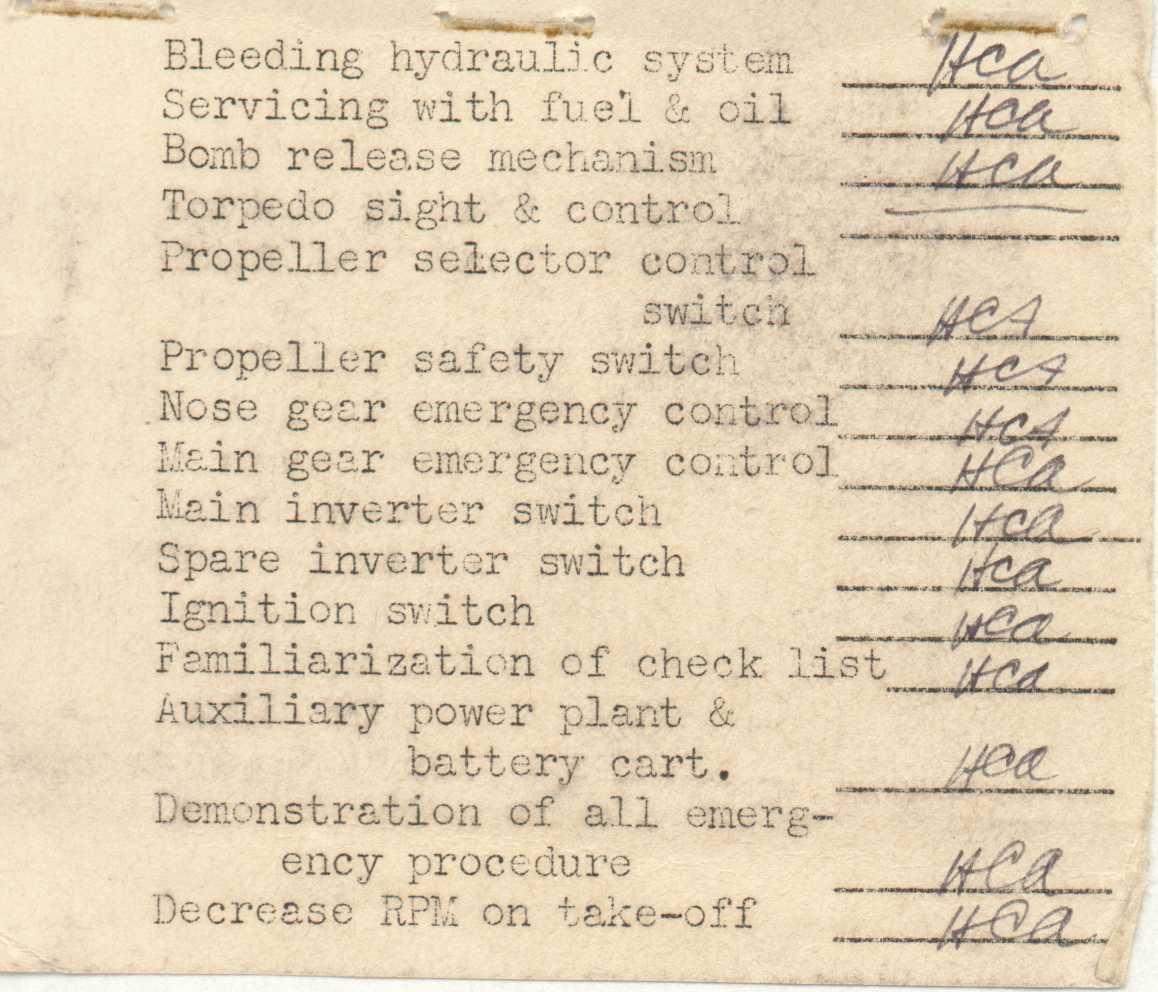 Bleeding hydraulic system Hca
Servicing with fuel & oil Hca
Bomb release mechanism Hca
Torpedo sight & control
Propeller selector control
switch HCA
Propeller safety switch HCA
Nose gear emergency control HCA
Main gear emergency control HCa
Main inverter switch Hca
Spare inverter switch Hca
Ignition switch HCa
Familiarization of check list Hca
Auxiliary power plant &
battery cart. HCa
Demonstration of all emerg-
ency procedure HCa
Decrease RPM on take-off HCa